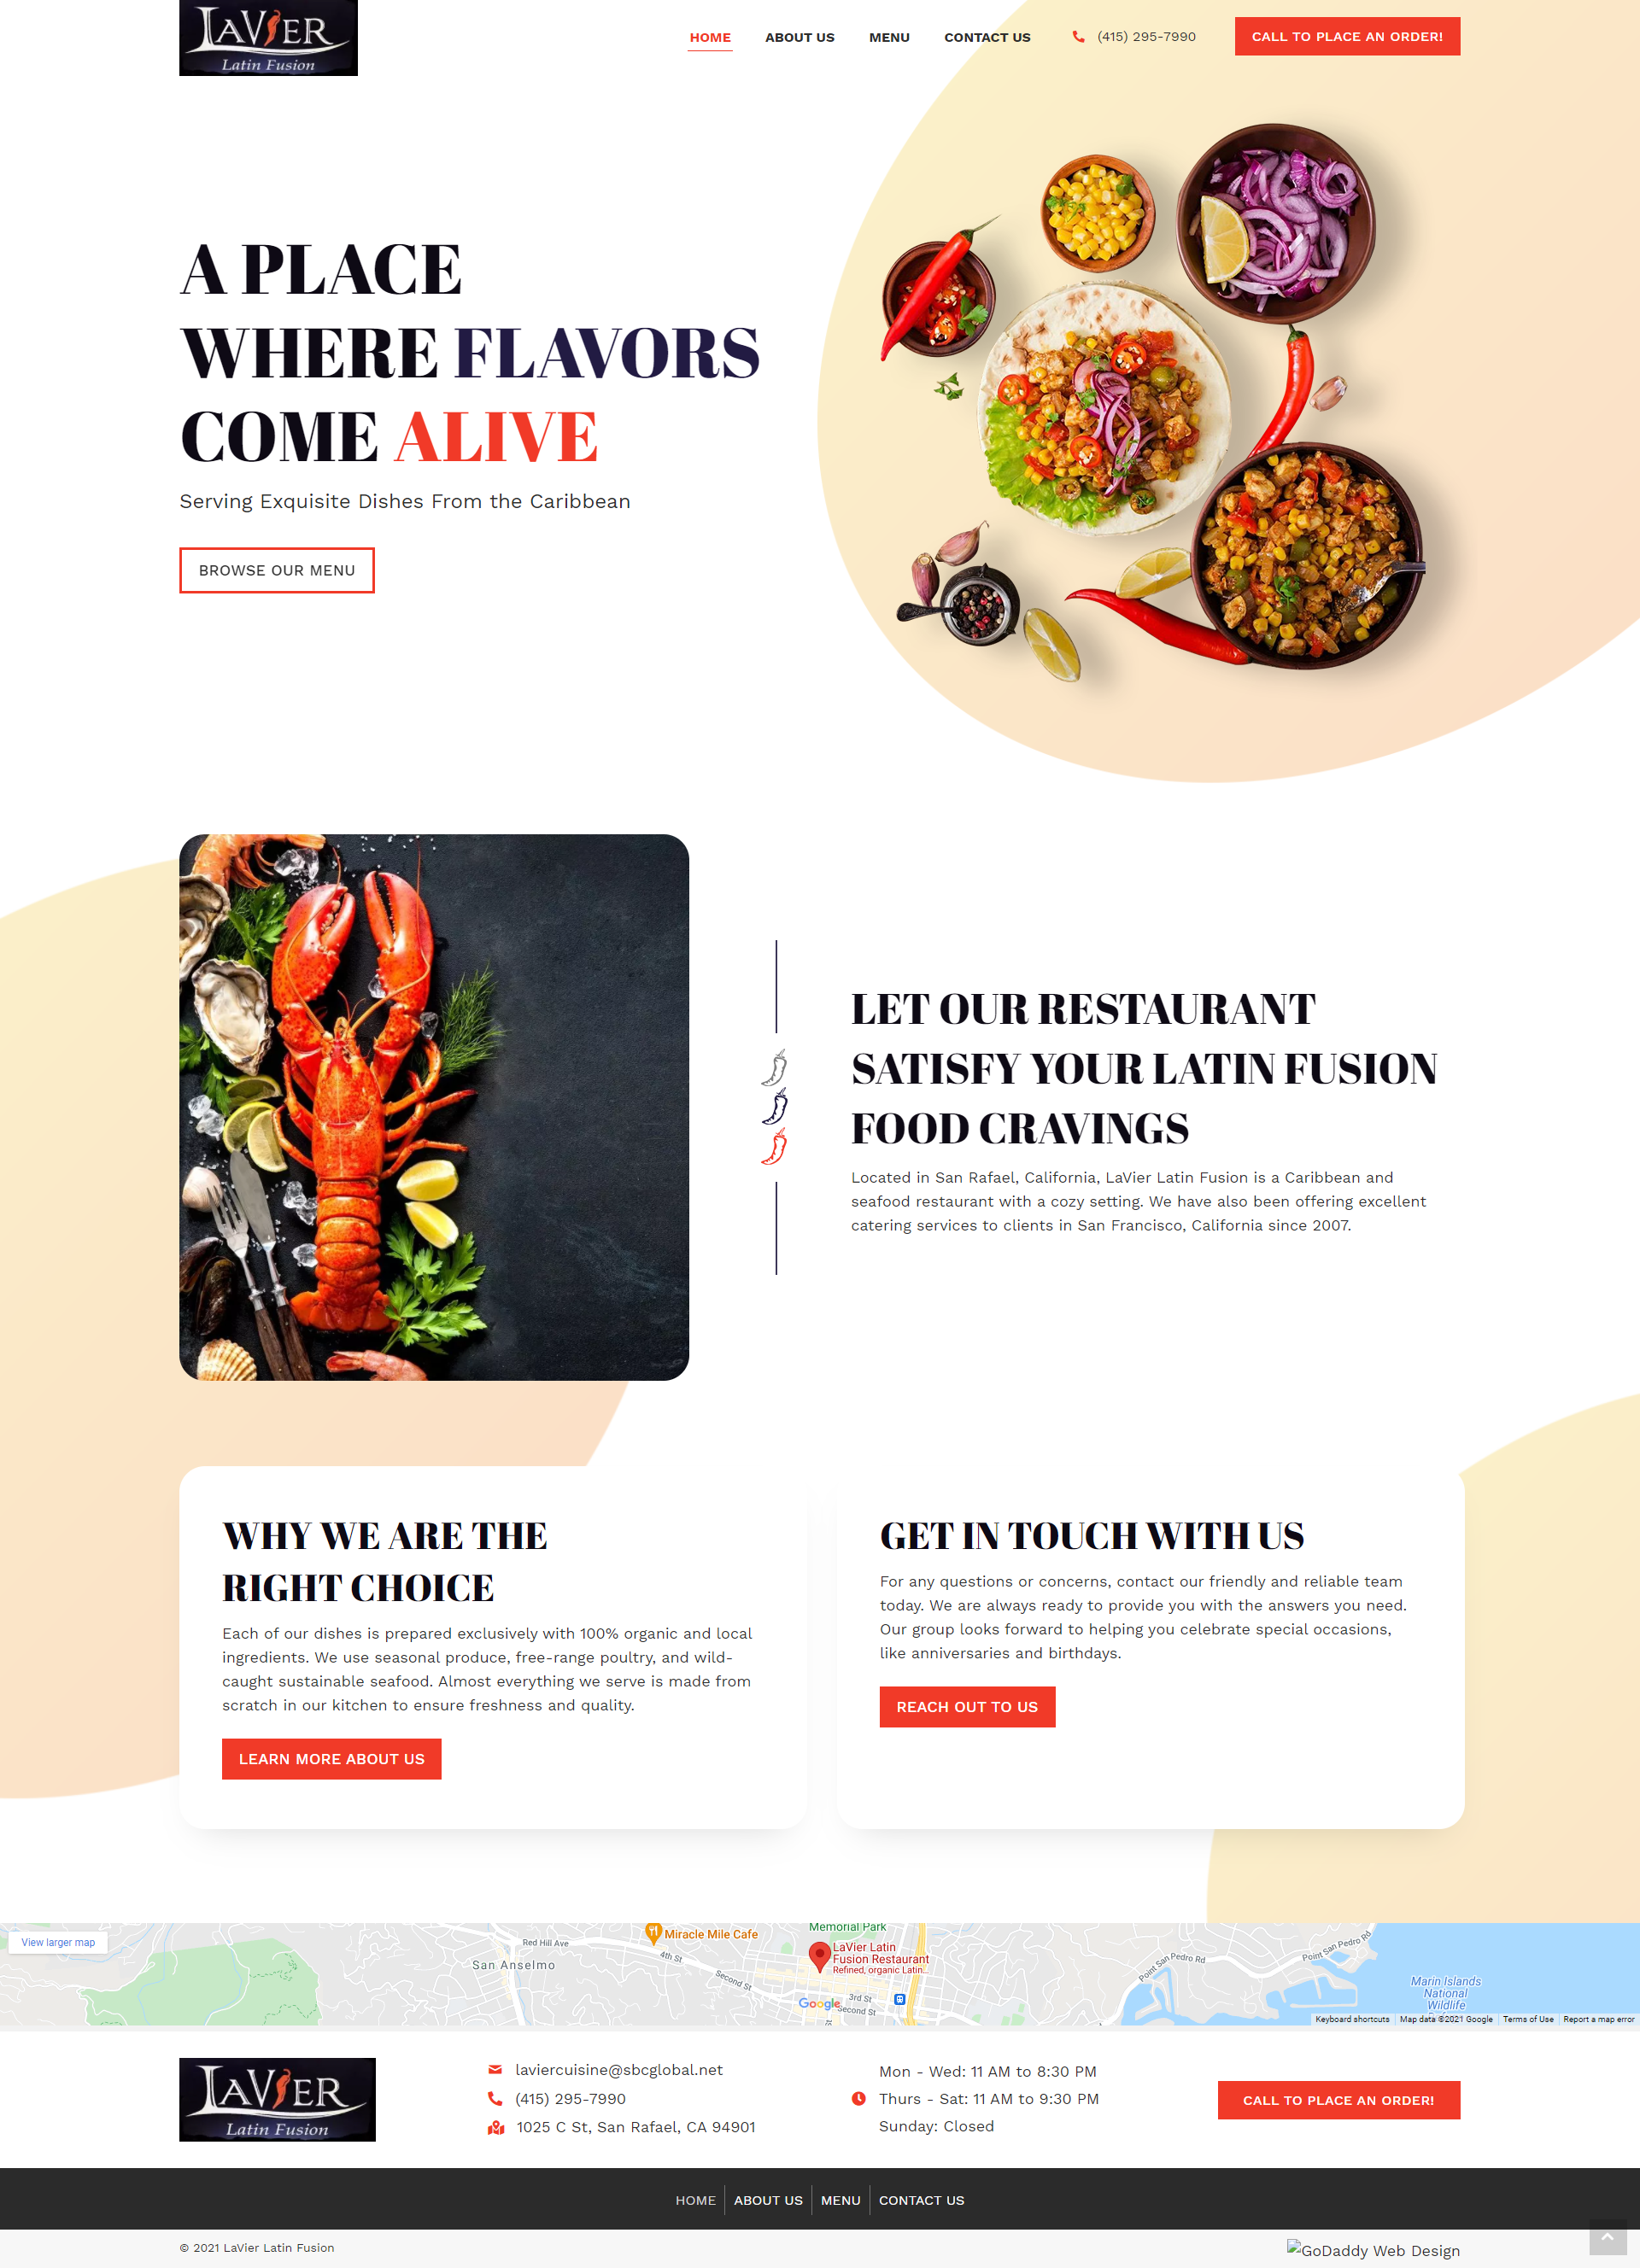 LAVIER
Latin Fusion
HOME
ABOUT US
MENU
CONTACT US
(415) 295-7990
CALL TO PLACE AN ORDER!
A PLACE
WHERE FLAVORS
COME ALIVE
Serving Exquisite Dishes From the Caribbean
BROWSE OUR MENU
LET OUR RESTAURANT
SATISFY YOUR LATIN FUSION
FOOD CRAVINGS
Located in San Rafael, California, LaVier Latin Fusion is a Caribbean and
seafood restaurant with a cozy setting. We have also been offering excellent
catering services to clients in San Francisco, California since 2007.
WHY WE ARE THE
RIGHT CHOICE
Each of our dishes is prepared exclusively with 100% organic and local
ingredients. We use seasonal produce, free-range poultry, and wild-
caught sustainable seafood. Almost everything we serve is made from
scratch in our kitchen to ensure freshness and quality.
LEARN MORE ABOUT US
GET IN TOUCH WITH US
For any questions or concerns, contact our friendly and reliable team
today. We are always ready to provide you with the answers you need.
Our group looks forward to helping you celebrate special occasions,
like anniversaries and birthdays.
REACH OUT TO US
View larger map
Red Hill Ave
San Anselmo
Miracle Mile Cafe
4th St
Second St
Memorial Park
LaVier Latin
Fusion Restaurant
Refined, organic Latin...
3rd St
Second St
Google
Point San Pedro Rd
Point San Pedro Rd
Marin Islands
National
Wildlife
Keyboard shortcuts
Map data ©2021 Google
Terms of Use
Report a map error
LAVIER
Latin Fusion
laviercuisine@sbcglobal.net
(415) 295-7990
1025 C St, San Rafael, CA 94901
Mon - Wed: 11 AM to 8:30 PM
Thurs - Sat: 11 AM to 9:30 PM
Sunday: Closed
CALL TO PLACE AN ORDER!
HOME
ABOUT US
MENU
CONTACT US
© 2021 LaVier Latin Fusion
GoDaddy Web Design